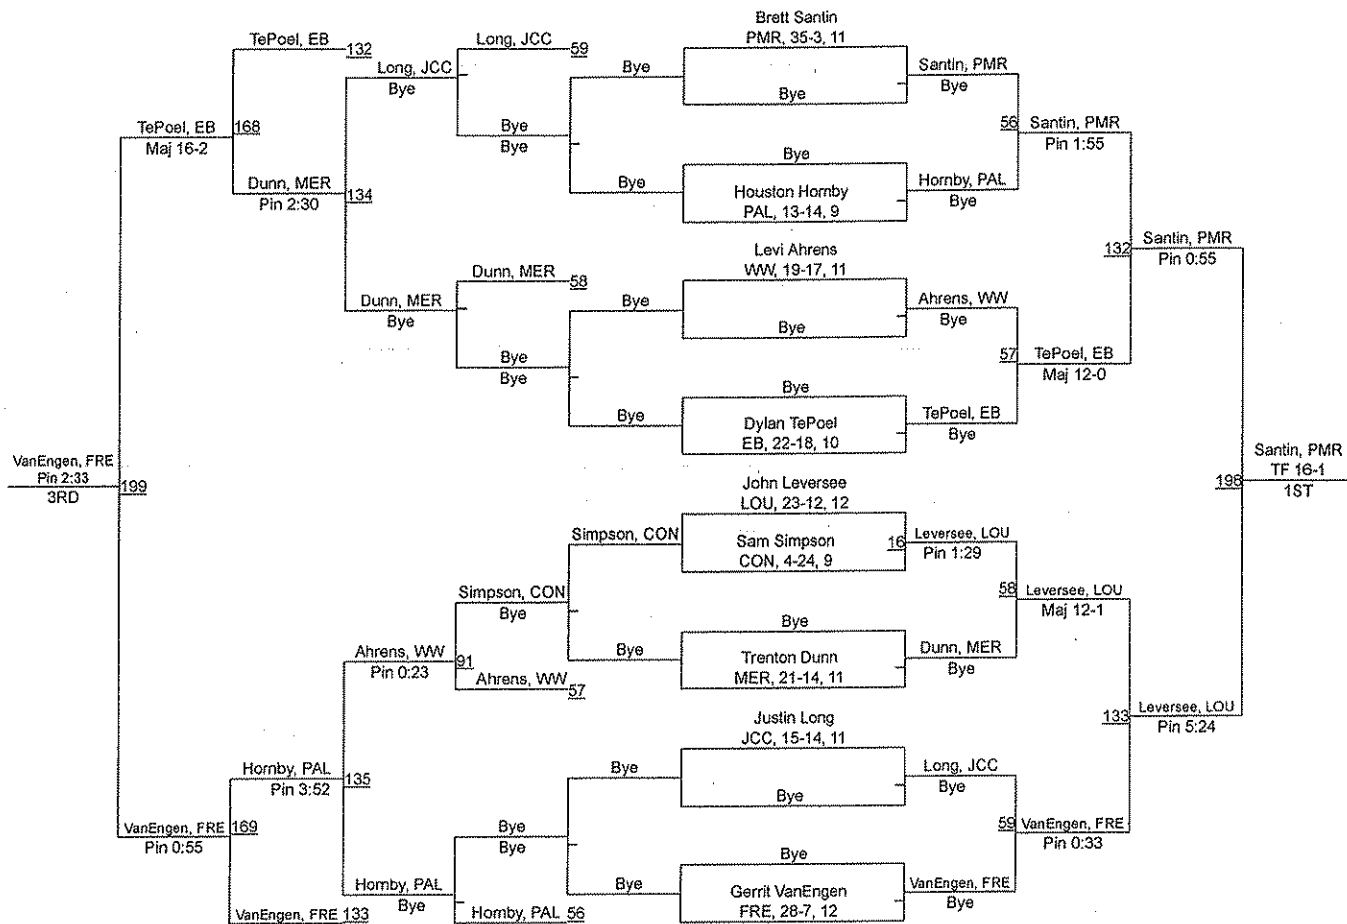 Brett Santin
TePoel, EB 132 Long, JCC 59 PMR, 35-3, 11
Long, JCC Bye Santin, PMR
Bye Bye Bye
TePoel, EB 168 Bye 56 Santin, PMR
Maj 16-2 Bye Pin 1:55
Bye
Dunn, MER 134 Bye Houston Hornby Hornby, PAL
Pin 2:30 PAL, 13-14, 9 Bye
Levi Ahrens 132 Santin, PMR
Dunn, MER 58 WW, 19-17, 11 Pin 0:55
Dunn, MER Bye Ahrens, WW
Bye Bye Bye
Bye 57 TePoel, EB
Bye Maj 12-0
Bye
Bye Dylan TePoel TePoel, EB
EB, 22-18, 10 Bye
VanEngen, FRE Santin, PMR
Pin 2:33 TF 16-1
3RD 199 198 1ST
John Leversee
LOU, 23-12, 12
Simpson, CON Sam Simpson 16 Leversee, LOU
CON, 4-24, 9 Pin 1:29
Simpson, CON 58 Leversee, LOU
Bye Maj 12-1
Bye
Ahrens, WW 91 Bye Trenton Dunn Dunn, MER
Pin 0:23 MER, 21-14, 11 Bye
Ahrens, WW 57
Justin Long 133 Leversee, LOU
JCC, 15-14, 11 Pin 5:24
Hornby, PAL 135 Bye Long, JCC
Pin 3:52 Bye Bye
VanEngen, FRE 169 Bye 59 VanEngen, FRE
Pin 0:55 Bye Pin 0:33
Bye
Hornby, PAL Bye Gerrit VanEngen VanEngen, FRE
Bye FRE, 28-7, 12 Bye
VanEngen, FRE 133 Hornby, PAL 56